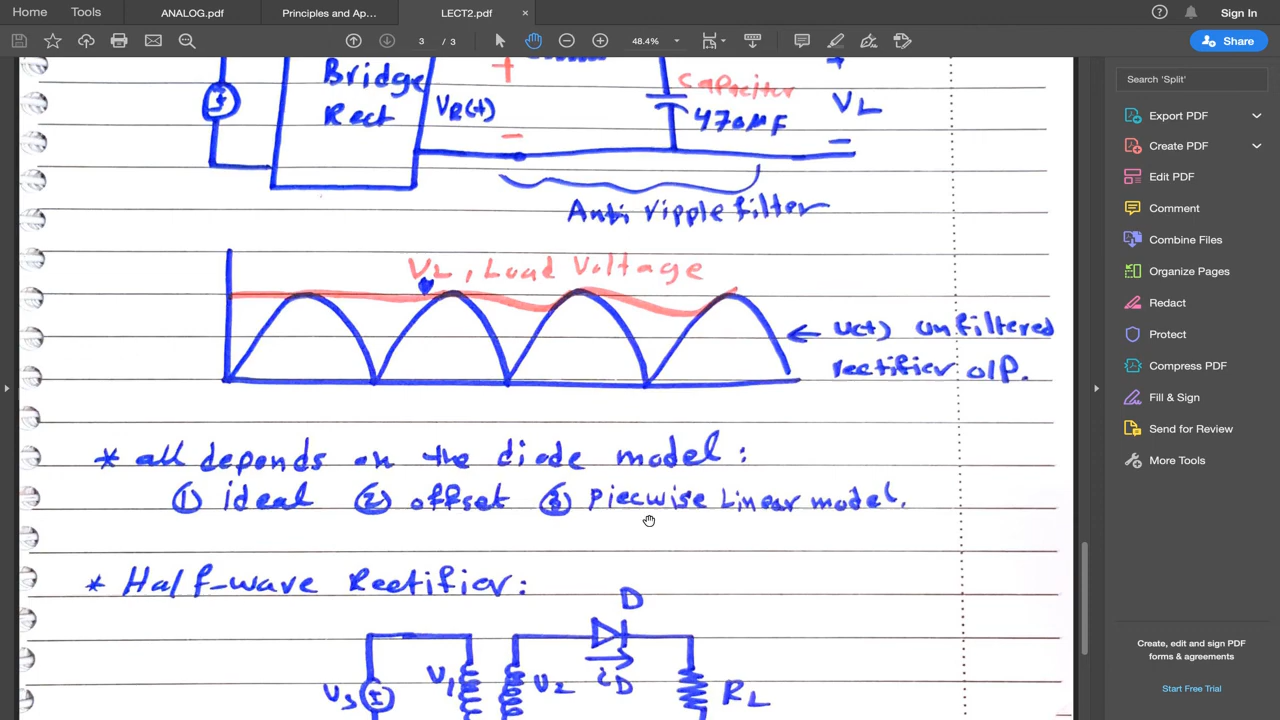 Home Tools ANALOG.pdf Principles and Ap... LECT2.pdf × Sign In
3 / 3 48.4% Share
Bridge
Rect
VR(t)
+
−
Capacitor
470μF
+
VL
−
Anti ripple filter
VL, Load Voltage
u(t) unfiltered
rectifier o/P.
* all depends on the diode model:
① ideal ② offset ③ Piecwise Linear model.
* Half-wave Rectifier:
D
iD
Vs
V1
V2
RL
Search 'Split'
Export PDF
Create PDF
Edit PDF
Comment
Combine Files
Organize Pages
Redact
Protect
Compress PDF
Fill & Sign
Send for Review
More Tools
Create, edit and sign PDF
forms & agreements
Start Free Trial